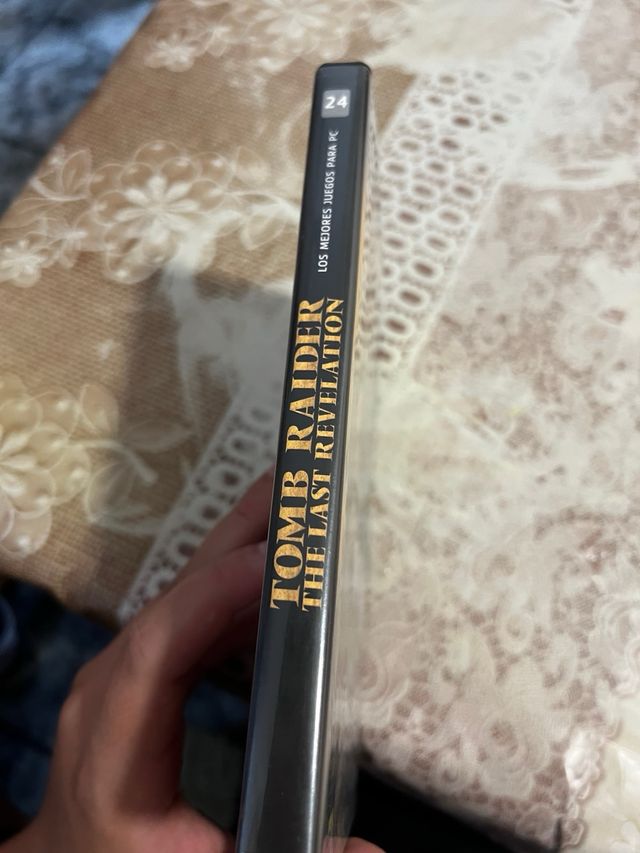 24
LOS MEJORES JUEGOS PARA PC
TOMB RAIDER
THE LAST REVELATION